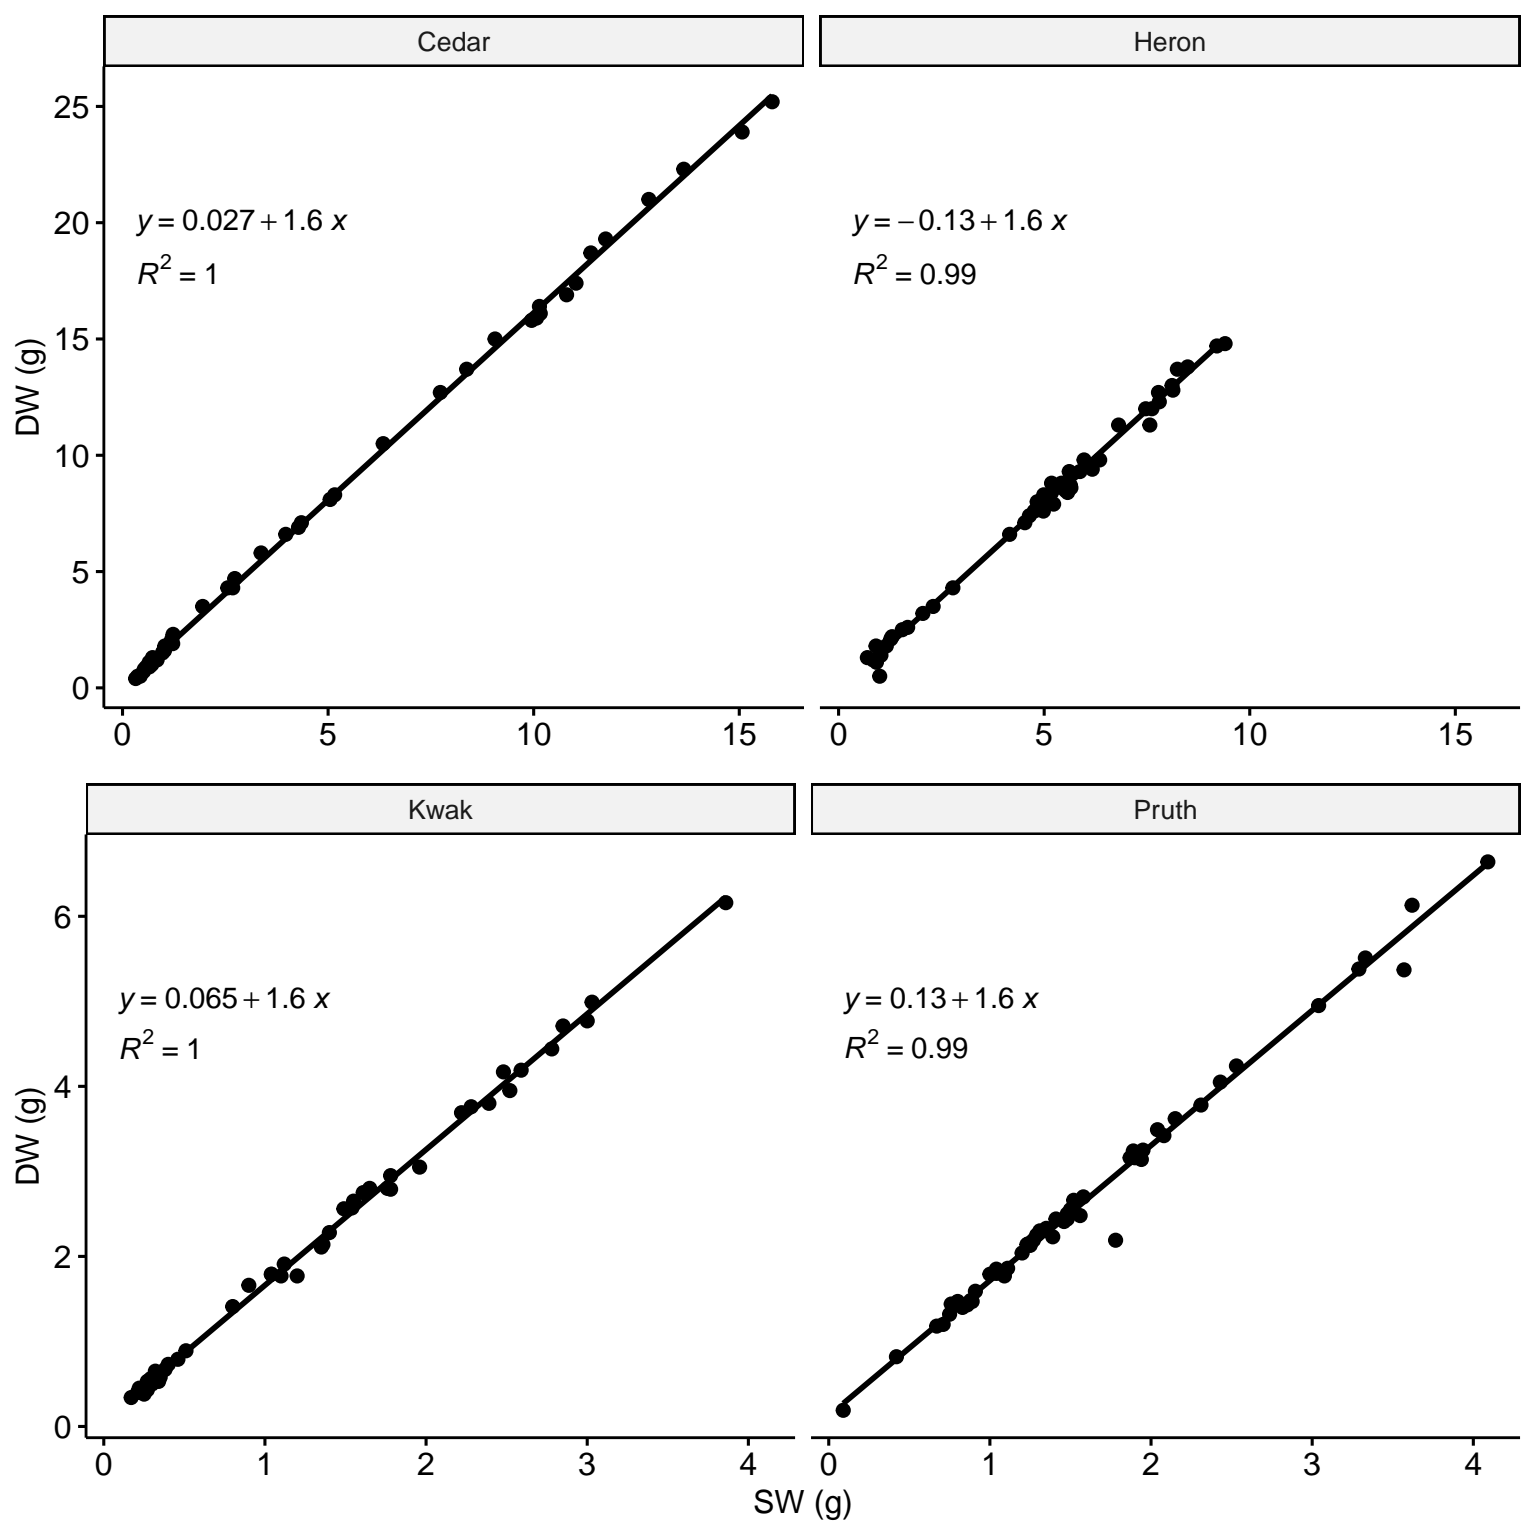 Cedar
Heron
25
20
15
10
5
0
DW (g)
y = 0.027 + 1.6 x
R² = 1
y = −0.13 + 1.6 x
R² = 0.99
0 5 10 15
0 5 10 15
Kwak
Pruth
6
4
2
0
DW (g)
y = 0.065 + 1.6 x
R² = 1
y = 0.13 + 1.6 x
R² = 0.99
0 1 2 3 4
0 1 2 3 4
SW (g)